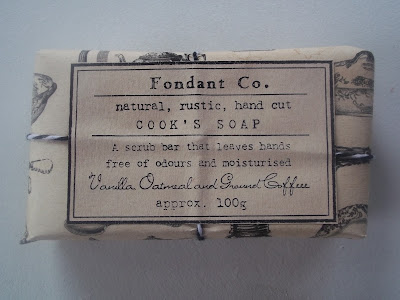 Fondant Co.
natural, rustic, hand cut
COOK'S SOAP
A scrub bar that leaves hands
free of odours and moisturised
Vanilla, Oatmeal and Ground Coffee
approx. 100g